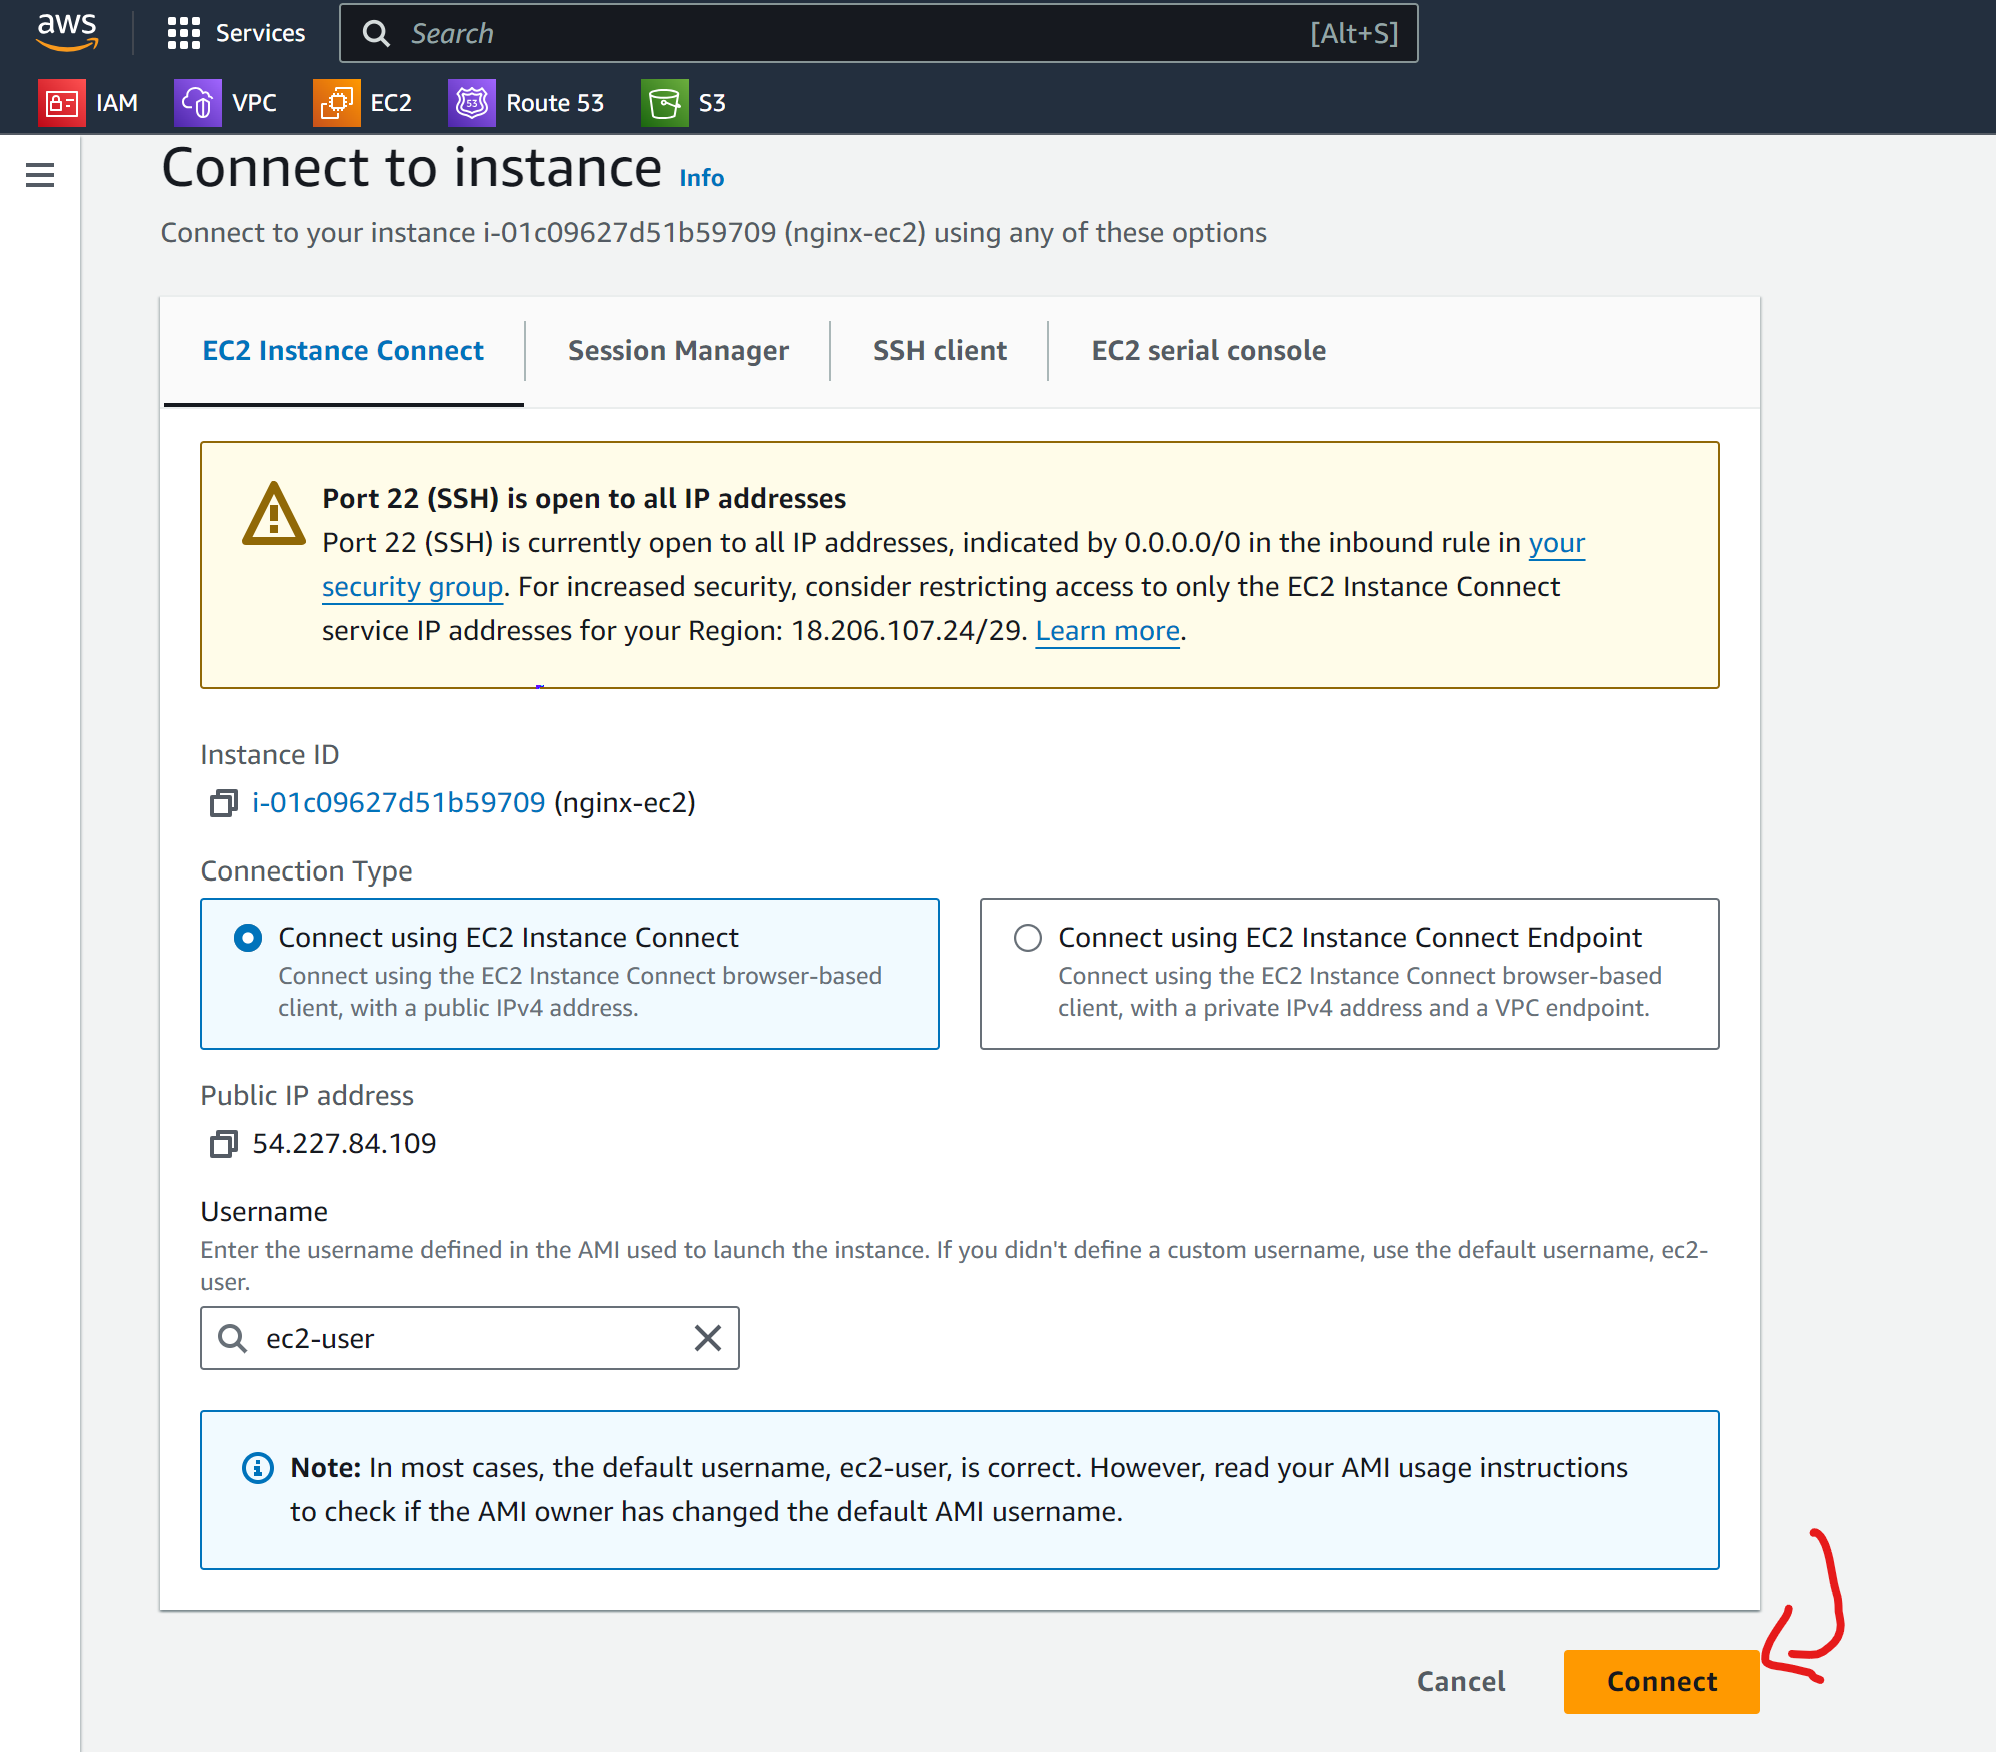 aws
Services
Search
[Alt+S]
IAM
VPC
EC2
53
Route 53
S3
Connect to instance Info
Connect to your instance i-01c09627d51b59709 (nginx-ec2) using any of these options
EC2 Instance Connect
Session Manager
SSH client
EC2 serial console
Port 22 (SSH) is open to all IP addresses
Port 22 (SSH) is currently open to all IP addresses, indicated by 0.0.0.0/0 in the inbound rule in your
security group. For increased security, consider restricting access to only the EC2 Instance Connect
service IP addresses for your Region: 18.206.107.24/29. Learn more.
Instance ID
i-01c09627d51b59709 (nginx-ec2)
Connection Type
Connect using EC2 Instance Connect
Connect using the EC2 Instance Connect browser-based
client, with a public IPv4 address.
Connect using EC2 Instance Connect Endpoint
Connect using the EC2 Instance Connect browser-based
client, with a private IPv4 address and a VPC endpoint.
Public IP address
54.227.84.109
Username
Enter the username defined in the AMI used to launch the instance. If you didn't define a custom username, use the default username, ec2-
user.
ec2-user
Note: In most cases, the default username, ec2-user, is correct. However, read your AMI usage instructions
to check if the AMI owner has changed the default AMI username.
Cancel
Connect